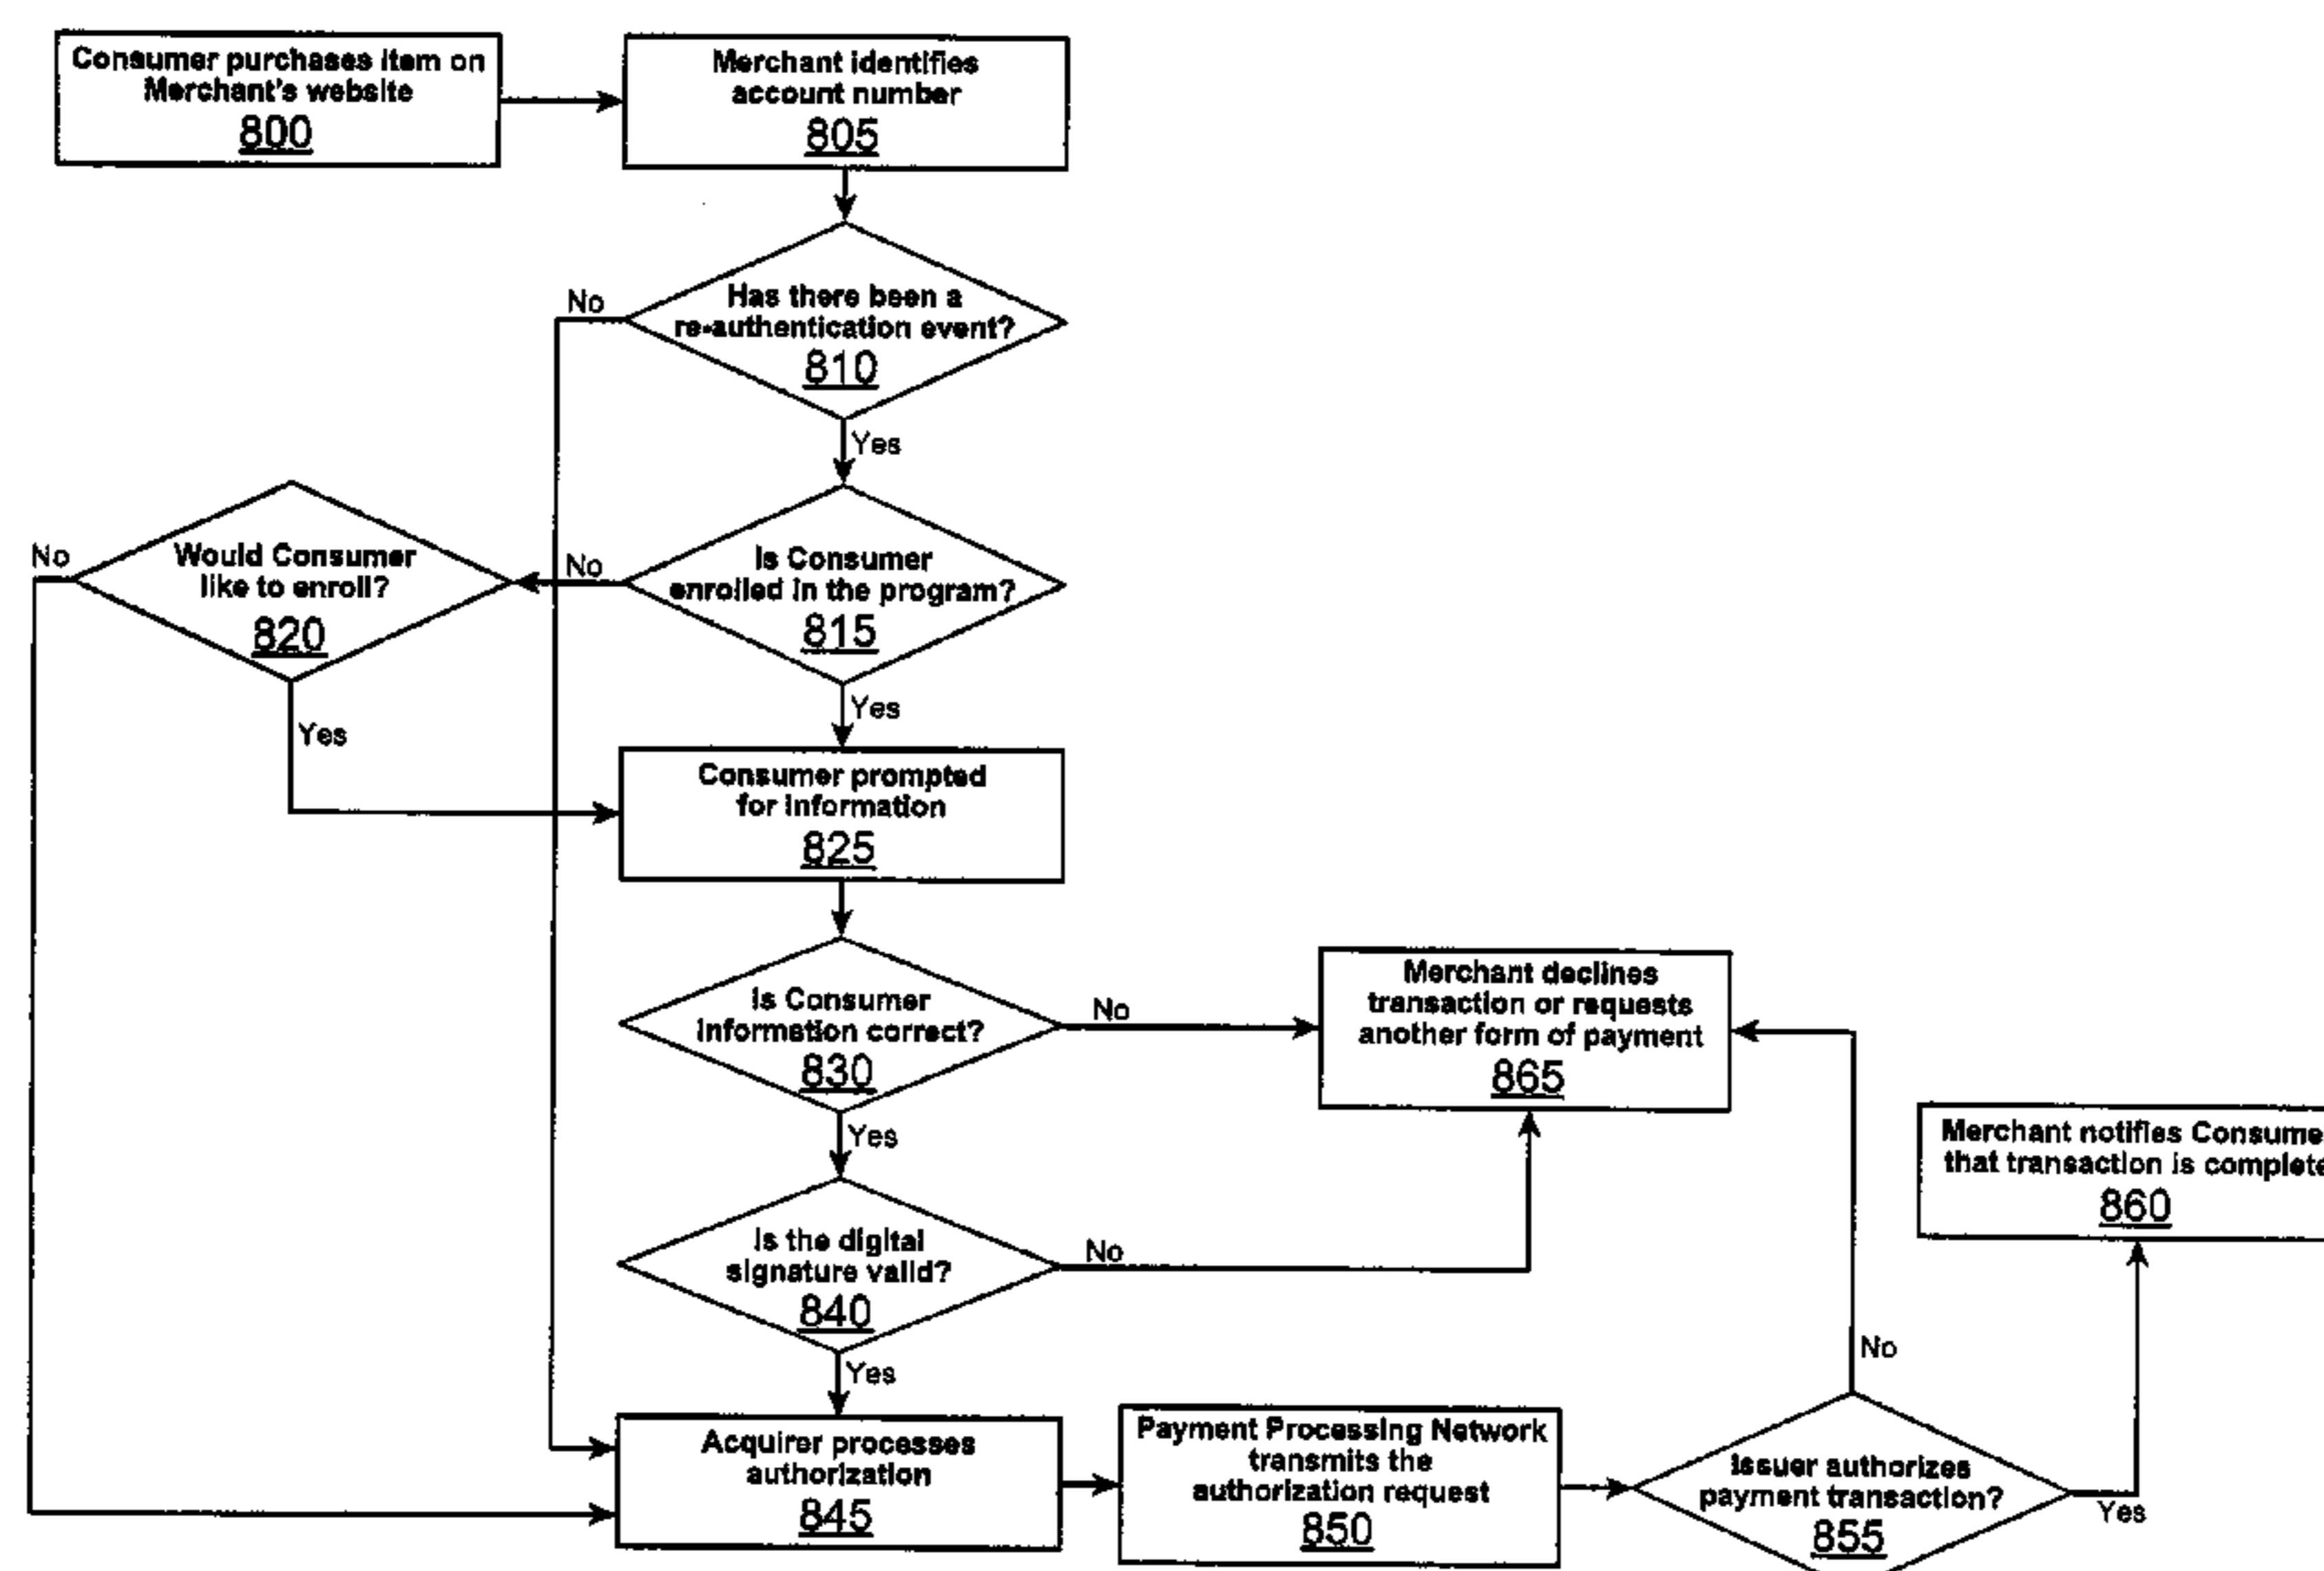 Consumer purchases item on
Merchant's website
800
Merchant identifies
account number
805
Has there been a
re-authentication event?
810
No
Yes
Would Consumer
like to enroll?
820
No
Yes
Is Consumer
enrolled in the program?
815
No
Yes
Consumer prompted
for information
825
Is Consumer
information correct?
830
No
Yes
Merchant declines
transaction or requests
another form of payment
865
Is the digital
signature valid?
840
No
Yes
Merchant notifies Consume
that transaction is complete
860
Acquirer processes
authorization
845
Payment Processing Network
transmits the
authorization request
850
Issuer authorizes
payment transaction?
855
No
Yes